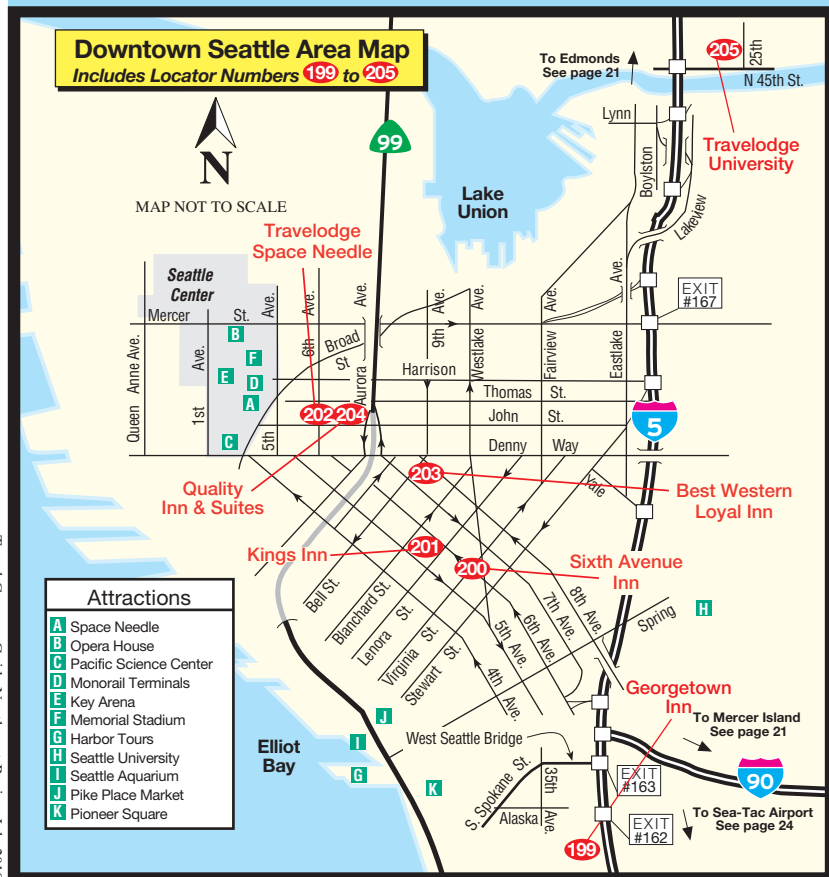 Downtown Seattle Area Map
Includes Locator Numbers 199 to 205
N
MAP NOT TO SCALE
99
To Edmonds
See page 21
205
25th
N 45th St.
Lynn
Boylston
Lakeview
Travelodge
University
Lake
Union
Travelodge
Space Needle
Seattle
Center
EXIT
#167
Mercer St.
Queen Anne Ave.
1st Ave.
5th Ave.
6th Ave.
Broad St
Aurora Ave.
9th Ave.
Westlake Ave.
Fairview Ave.
Eastlake Ave.
Harrison
Thomas St.
John St.
Denny Way
B
F
E
D
A
C
202
204
5
203
Yale
Quality
Inn & Suites
Best Western
Loyal Inn
Kings Inn
201
200
Sixth Avenue
Inn
Bell St.
Blanchard St.
Lenora St.
Virginia St.
Stewart St.
4th Ave.
5th Ave.
6th Ave.
7th Ave.
8th Ave.
Spring
H
Attractions
A Space Needle
B Opera House
C Pacific Science Center
D Monorail Terminals
E Key Arena
F Memorial Stadium
G Harbor Tours
H Seattle University
I Seattle Aquarium
J Pike Place Market
K Pioneer Square
Elliot
Bay
J
I
G
K
Georgetown
Inn
West Seattle Bridge
To Mercer Island
See page 21
90
S. Spokane St.
35th Ave.
Alaska
EXIT
#163
EXIT
#162
199
To Sea-Tac Airport
See page 24